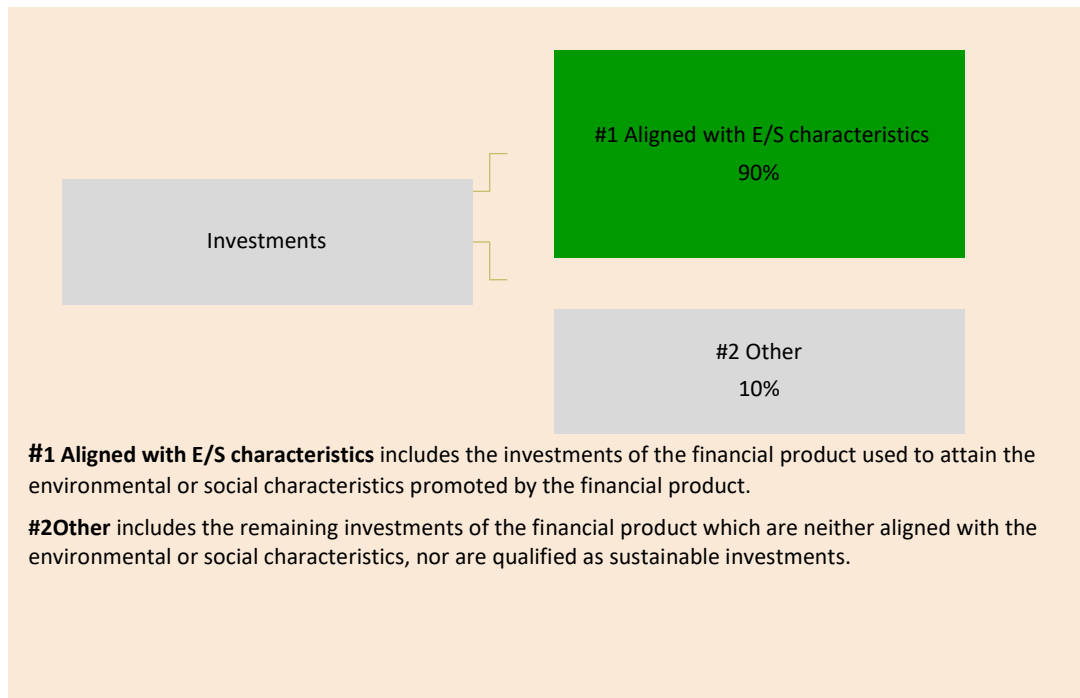 #1 Aligned with E/S characteristics
90%
Investments
#2 Other
10%
#1 Aligned with E/S characteristics includes the investments of the financial product used to attain the
environmental or social characteristics promoted by the financial product.
#2Other includes the remaining investments of the financial product which are neither aligned with the
environmental or social characteristics, nor are qualified as sustainable investments.